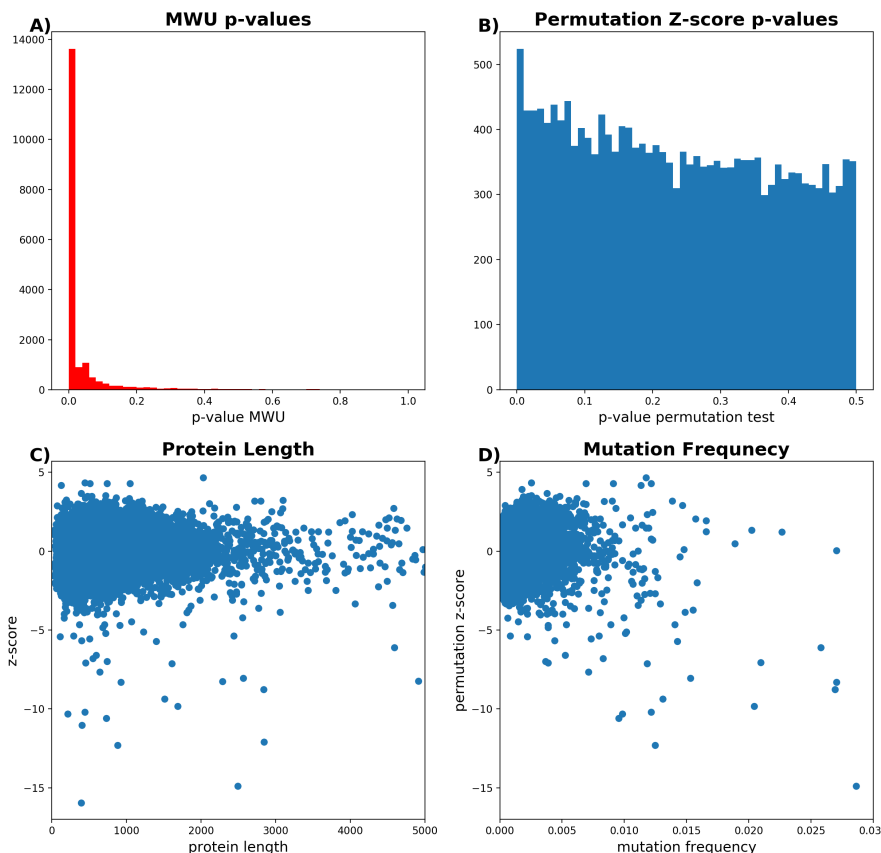 A)
MWU p-values
14000
12000
10000
8000
6000
4000
2000
0
0.0 0.2 0.4 0.6 0.8 1.0
p-value MWU
B)
Permutation Z-score p-values
500
400
300
200
100
0
0.0 0.1 0.2 0.3 0.4 0.5
p-value permutation test
C)
Protein Length
z-score
5
0
−5
−10
−15
0 1000 2000 3000 4000 5000
protein length
D)
Mutation Frequnecy
permutation z-score
5
0
−5
−10
−15
0.000 0.005 0.010 0.015 0.020 0.025 0.03
mutation frequency